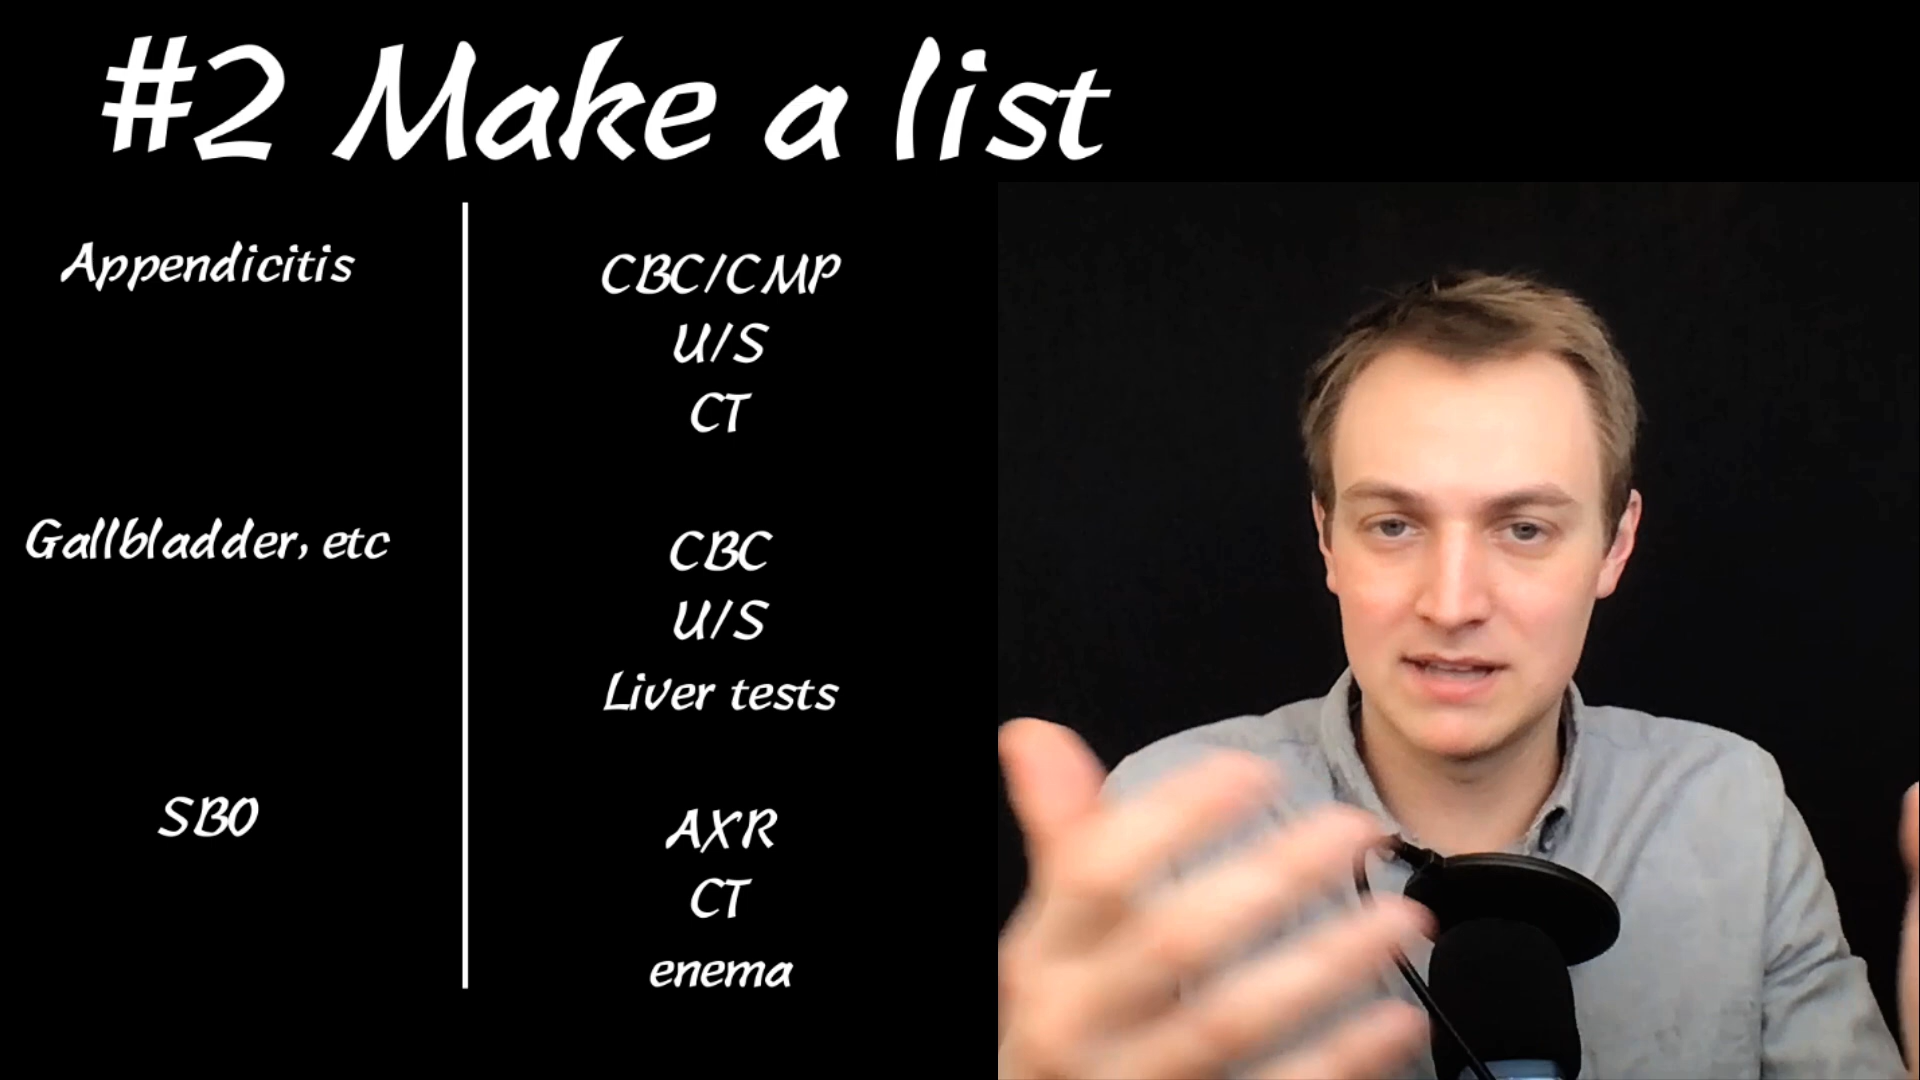 #2 Make a list
Appendicitis
CBC/CMP
U/S
CT
Gallbladder, etc
CBC
U/S
Liver tests
SBO
AXR
CT
enema